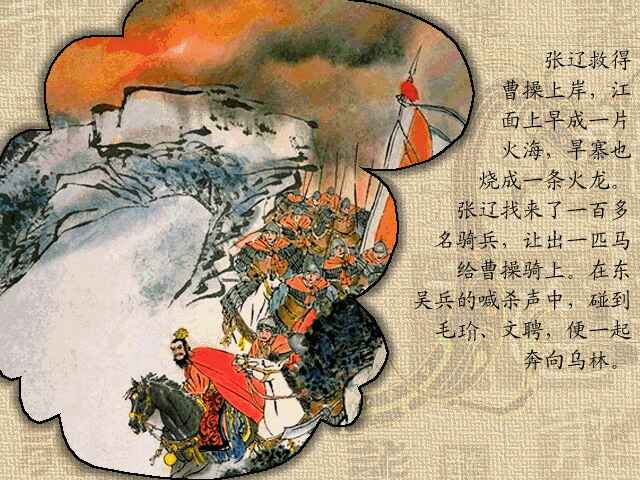 张辽救得
曹操上岸，江
面上早成一片
火海，旱寨也
烧成一条火龙。
张辽找来了一百多
名骑兵，让出一匹马
给曹操骑上。在东
吴兵的喊杀声中，碰到
毛玠、文聘，便一起
奔向乌林。